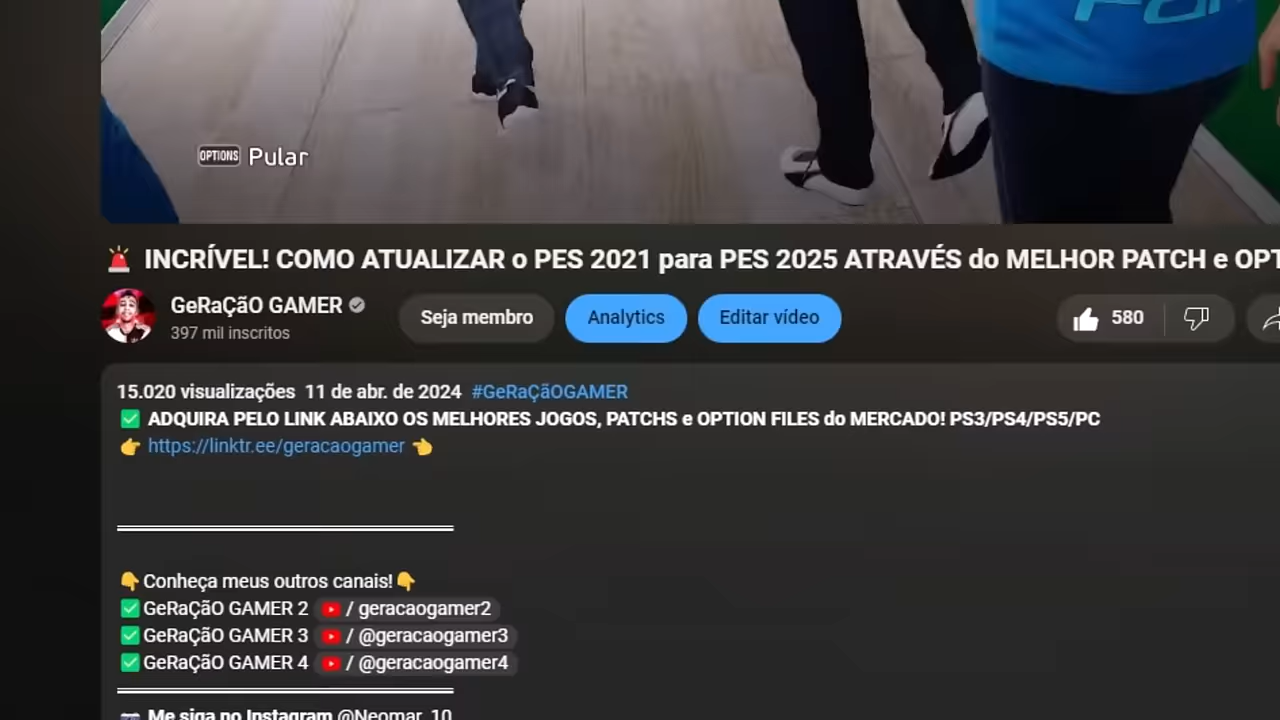 OPTIONS Pular
INCRÍVEL! COMO ATUALIZAR o PES 2021 para PES 2025 ATRAVÉS do MELHOR PATCH e OPT
GeRaÇãO GAMER
397 mil inscritos
Seja membro
Analytics
Editar vídeo
580
15.020 visualizações 11 de abr. de 2024 #GeRaÇãOGAMER
✅ ADQUIRA PELO LINK ABAIXO OS MELHORES JOGOS, PATCHS e OPTION FILES do MERCADO! PS3/PS4/PS5/PC
👉 https://linktr.ee/geracaogamer 👈
👇Conheça meus outros canais!👇
✅GeRaÇãO GAMER 2 / geracaogamer2
✅GeRaÇãO GAMER 3 / @geracaogamer3
✅GeRaÇãO GAMER 4 / @geracaogamer4
Me siga no Instagram @Neomar_10